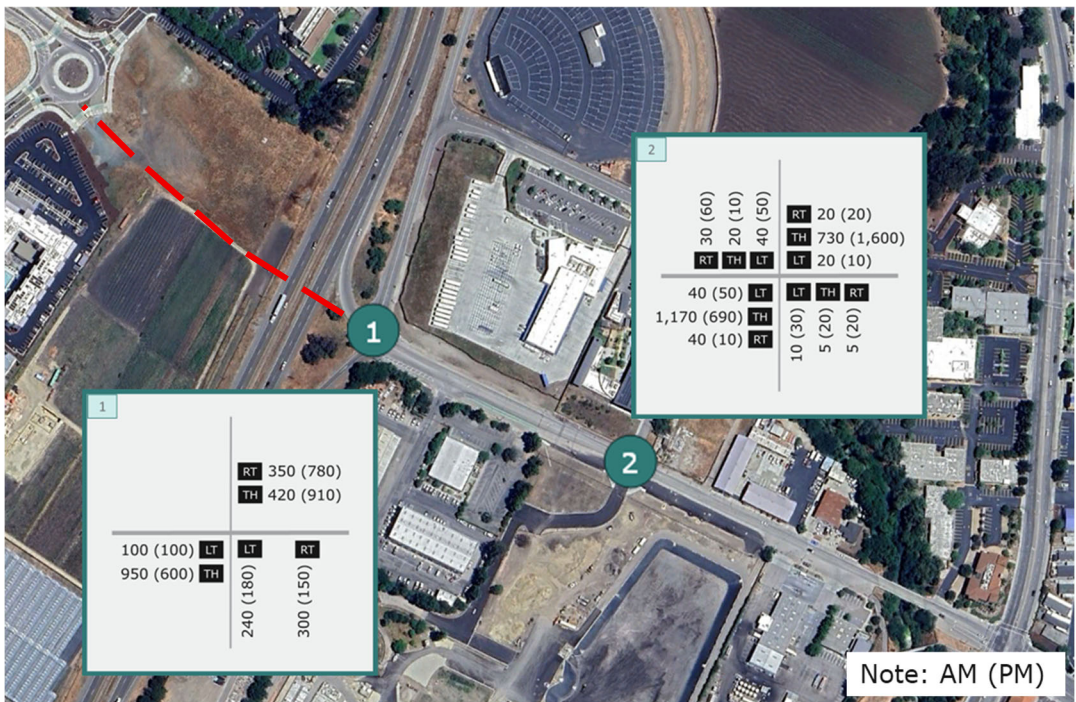 2
30 (60)
20 (10)
40 (50)
RT TH LT
RT 20 (20)
TH 730 (1,600)
LT 20 (10)
40 (50) LT
1,170 (690) TH
40 (10) RT
LT TH RT
10 (30)
5 (20)
5 (20)
1
2
1
RT 350 (780)
TH 420 (910)
100 (100) LT
950 (600) TH
LT RT
240 (180)
300 (150)
Note: AM (PM)